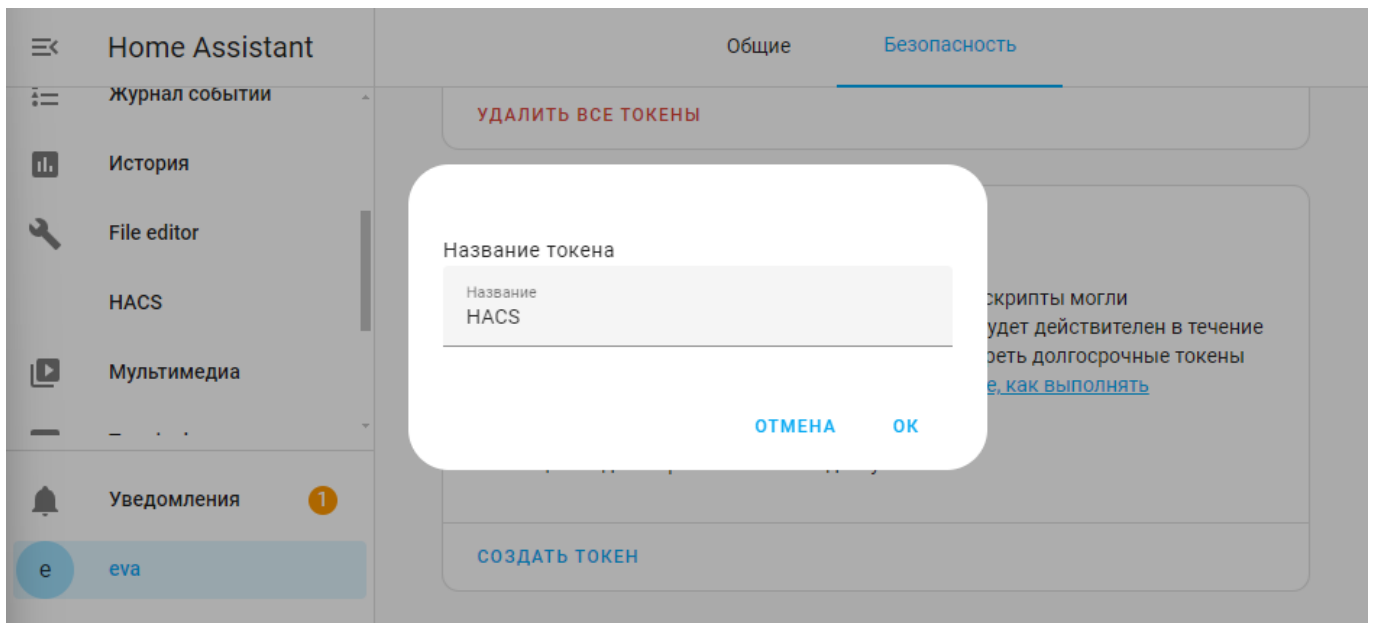 Home Assistant
Общие
Безопасность
Журнал событий
История
File editor
HACS
Мультимедиа
Уведомления
1
e
eva
УДАЛИТЬ ВСЕ ТОКЕНЫ
Название токена
Название
HACS
ОТМЕНА
ОК
скрипты могли
удет действителен в течение
реть долгосрочные токены
е, как выполнять
СОЗДАТЬ ТОКЕН